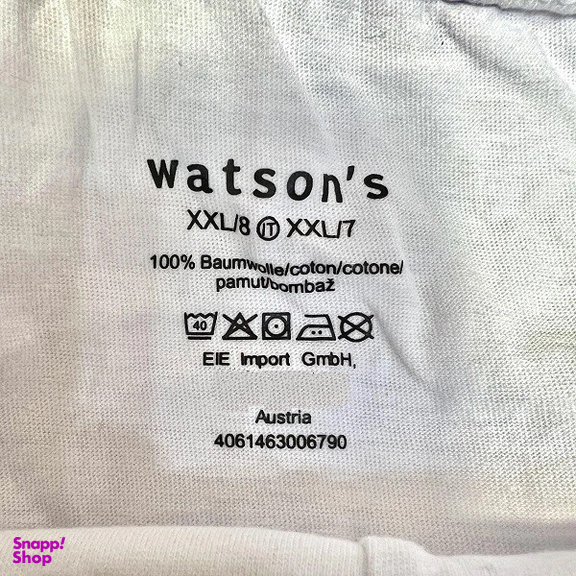 watson's
XXL/8 IT XXL/7
100% Baumwolle/coton/cotone/
pamut/bombaž
40
EIE Import GmbH,
Austria
4061463006790
Snapp!
Shop